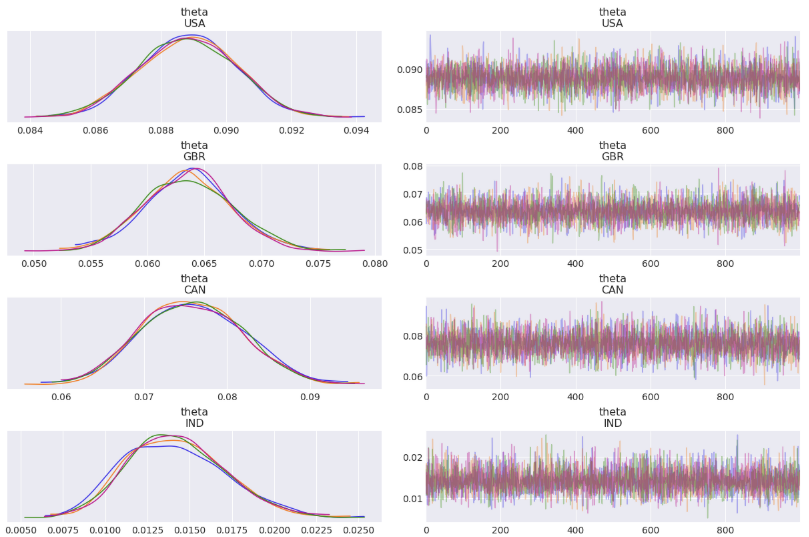 theta
USA
0.084 0.086 0.088 0.090 0.092 0.094
theta
USA
0.090
0.085
0 200 400 600 800
theta
GBR
0.050 0.055 0.060 0.065 0.070 0.075 0.080
theta
GBR
0.08
0.07
0.06
0.05
0 200 400 600 800
theta
CAN
0.06 0.07 0.08 0.09
theta
CAN
0.08
0.06
0 200 400 600 800
theta
IND
0.0050 0.0075 0.0100 0.0125 0.0150 0.0175 0.0200 0.0225 0.0250
theta
IND
0.02
0.01
0 200 400 600 800